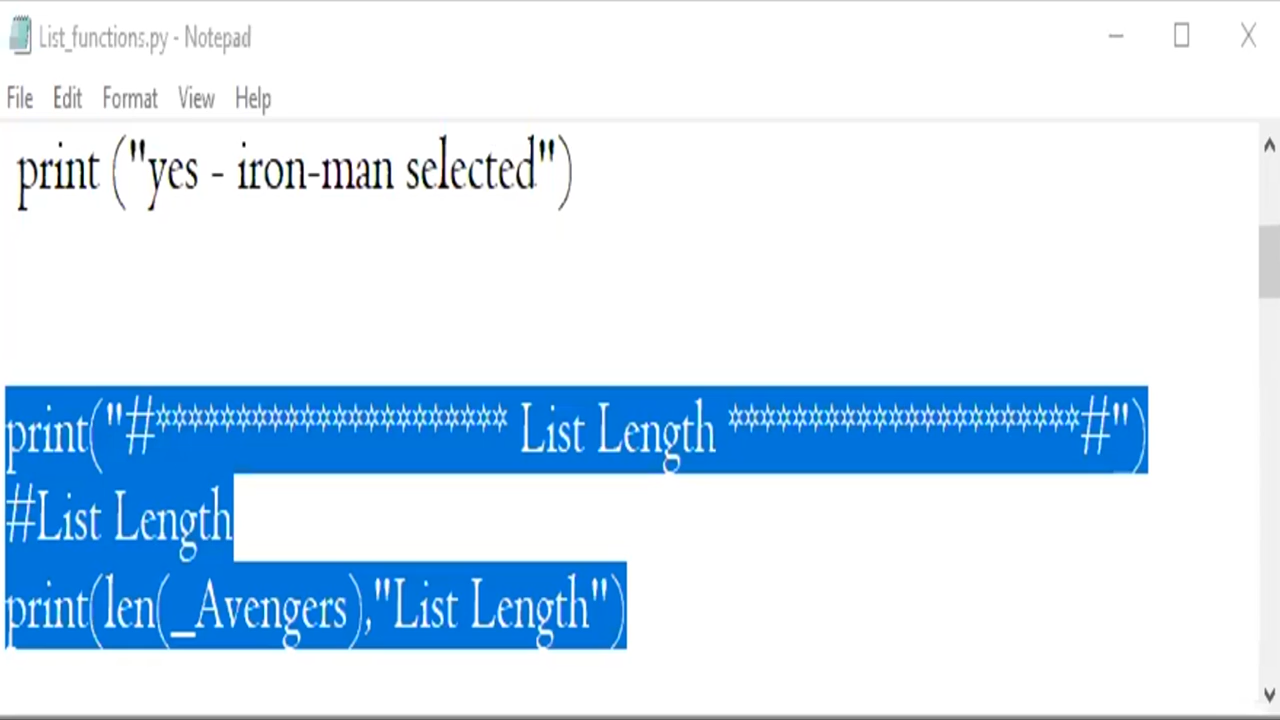 List_functions.py - Notepad
File Edit Format View Help
print ("yes - iron-man selected")
print("#********************** List Length **********************#")
#List Length
print(len(_Avengers),"List Length")